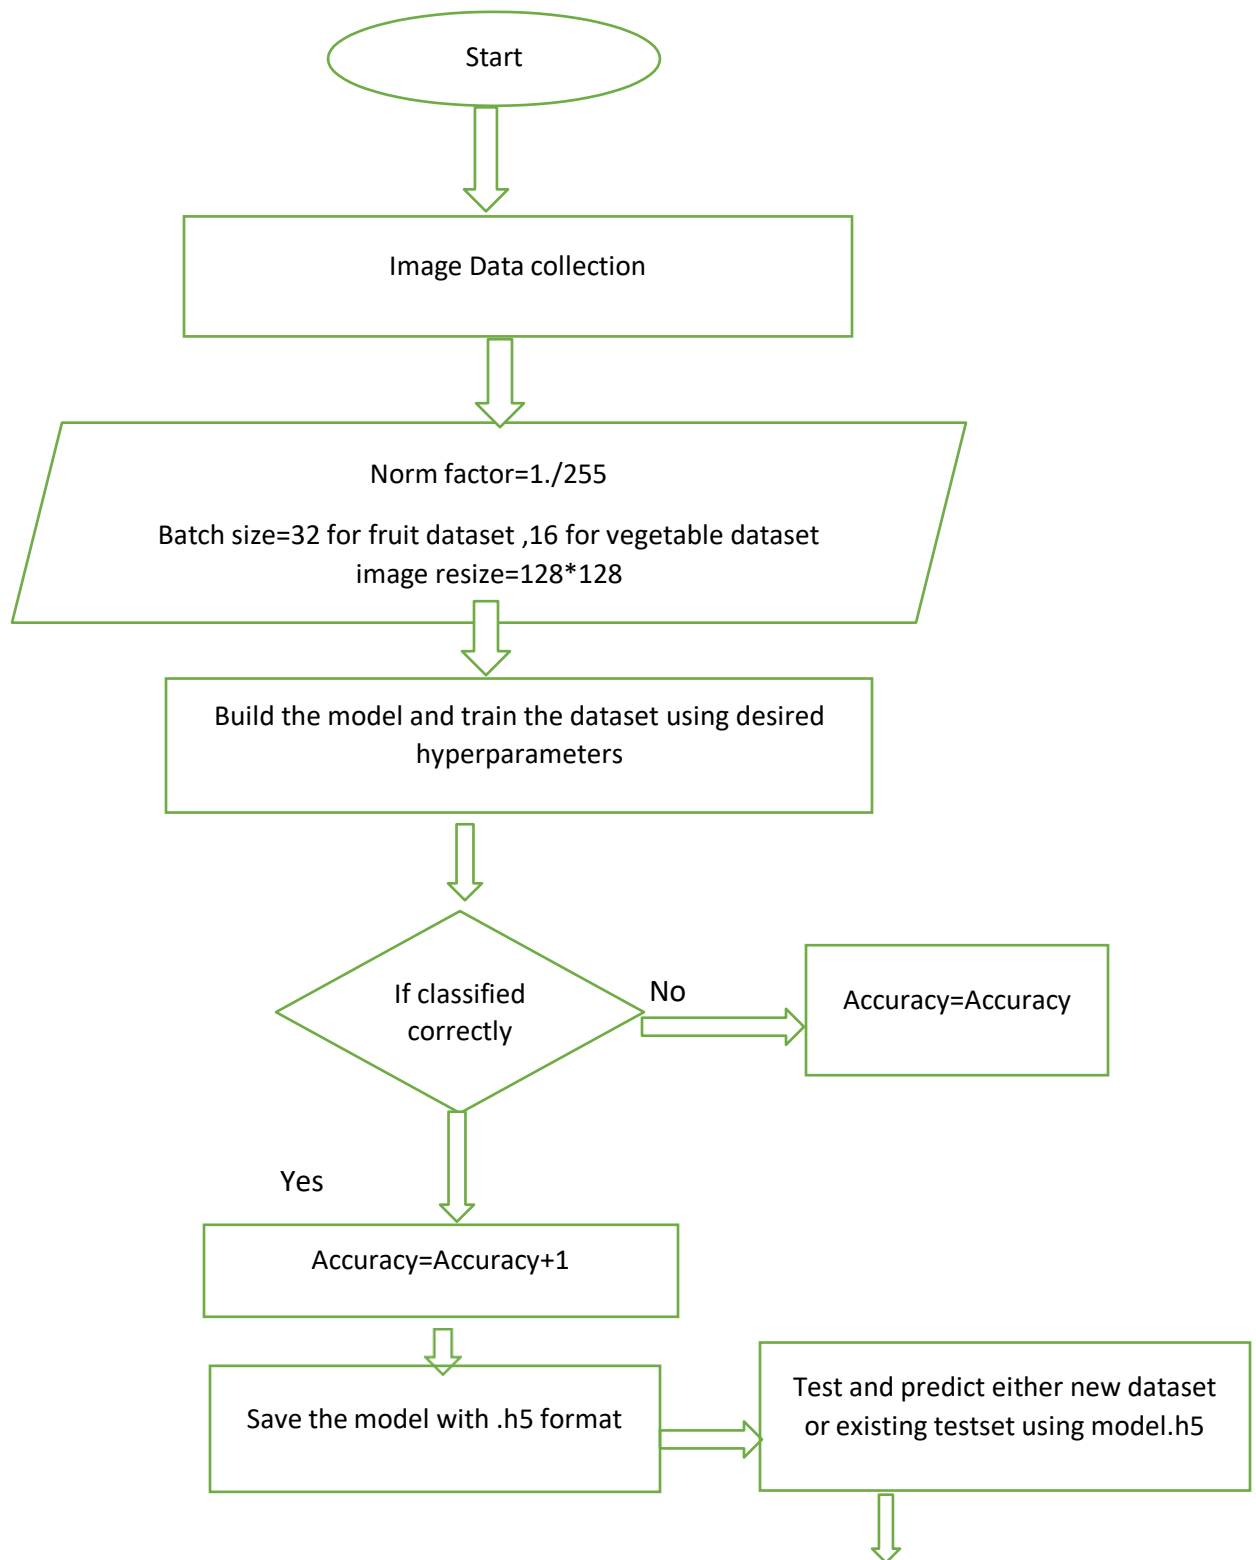 Start
Image Data collection
Norm factor=1./255
Batch size=32 for fruit dataset ,16 for vegetable dataset
image resize=128*128
Build the model and train the dataset using desired
hyperparameters
If classified
correctly
No
Accuracy=Accuracy
Yes
Accuracy=Accuracy+1
Save the model with .h5 format
Test and predict either new dataset
or existing testset using model.h5